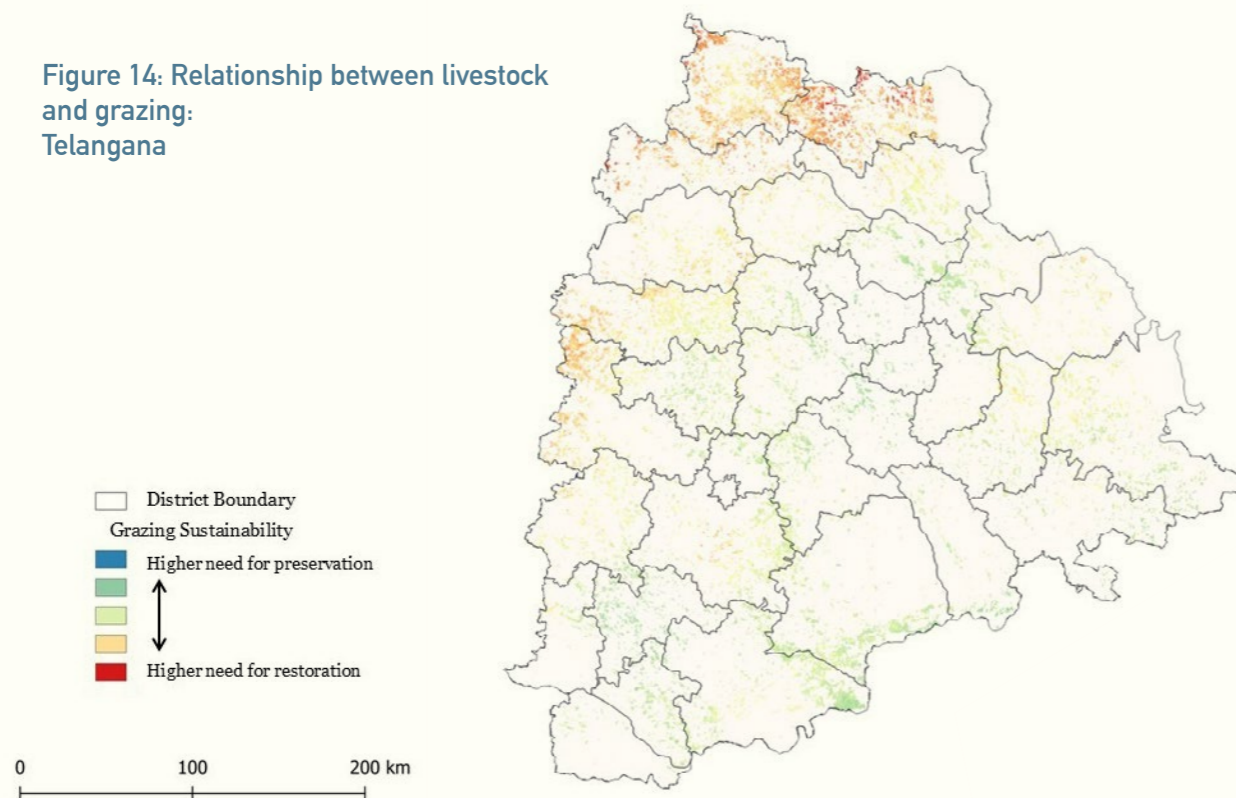 Figure 14: Relationship between livestock
and grazing:
Telangana
District Boundary
Grazing Sustainability
Higher need for preservation
Higher need for restoration
0 100 200 km